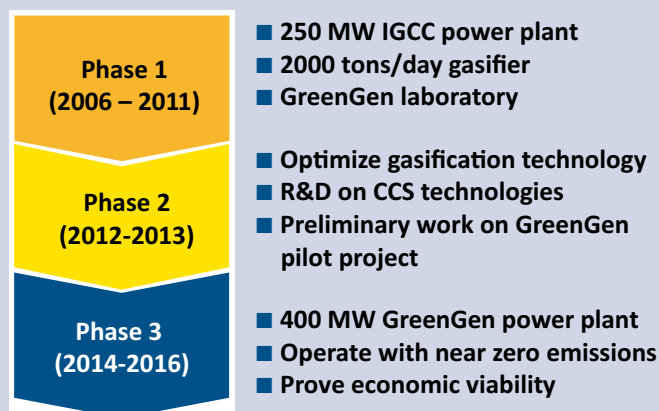 Phase 1
(2006 – 2011)
■ 250 MW IGCC power plant
■ 2000 tons/day gasifier
■ GreenGen laboratory
Phase 2
(2012-2013)
■ Optimize gasification technology
■ R&D on CCS technologies
■ Preliminary work on GreenGen
pilot project
Phase 3
(2014-2016)
■ 400 MW GreenGen power plant
■ Operate with near zero emissions
■ Prove economic viability